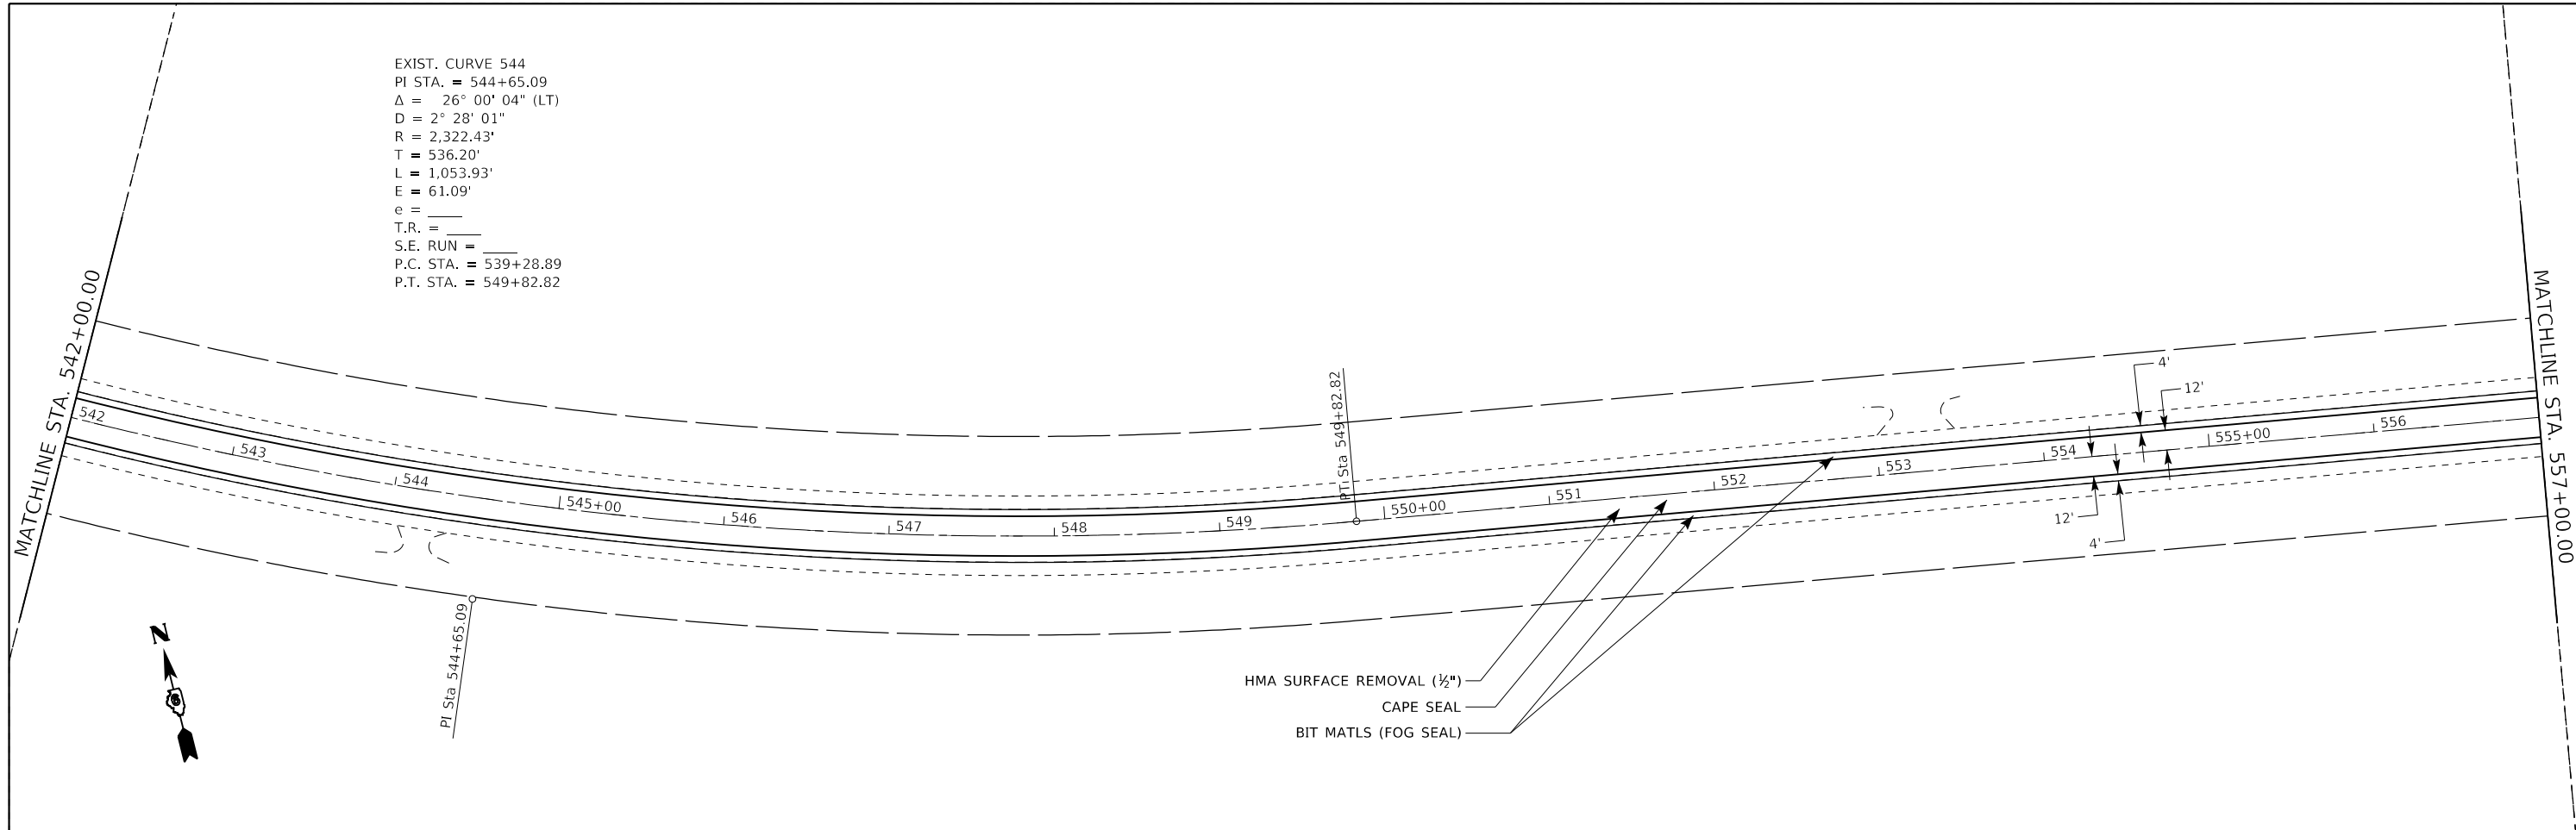 EXIST. CURVE 544
PI STA. = 544+65.09
Δ = 26° 00' 04" (LT)
D = 2° 28' 01"
R = 2,322.43'
T = 536.20'
L = 1,053.93'
E = 61.09'
e = ____
T.R. = ____
S.E. RUN = ____
P.C. STA. = 539+28.89
P.T. STA. = 549+82.82
MATCHLINE STA. 542+00.00
542
543
544
545+00
546
547
548
549
PT Sta 549+82.82
550+00
551
552
553
554
555+00
556
4'
12'
12'
4'
MATCHLINE STA. 557+00.00
PI Sta 544+65.09
N
6
HMA SURFACE REMOVAL (½")
CAPE SEAL
BIT MATLS (FOG SEAL)